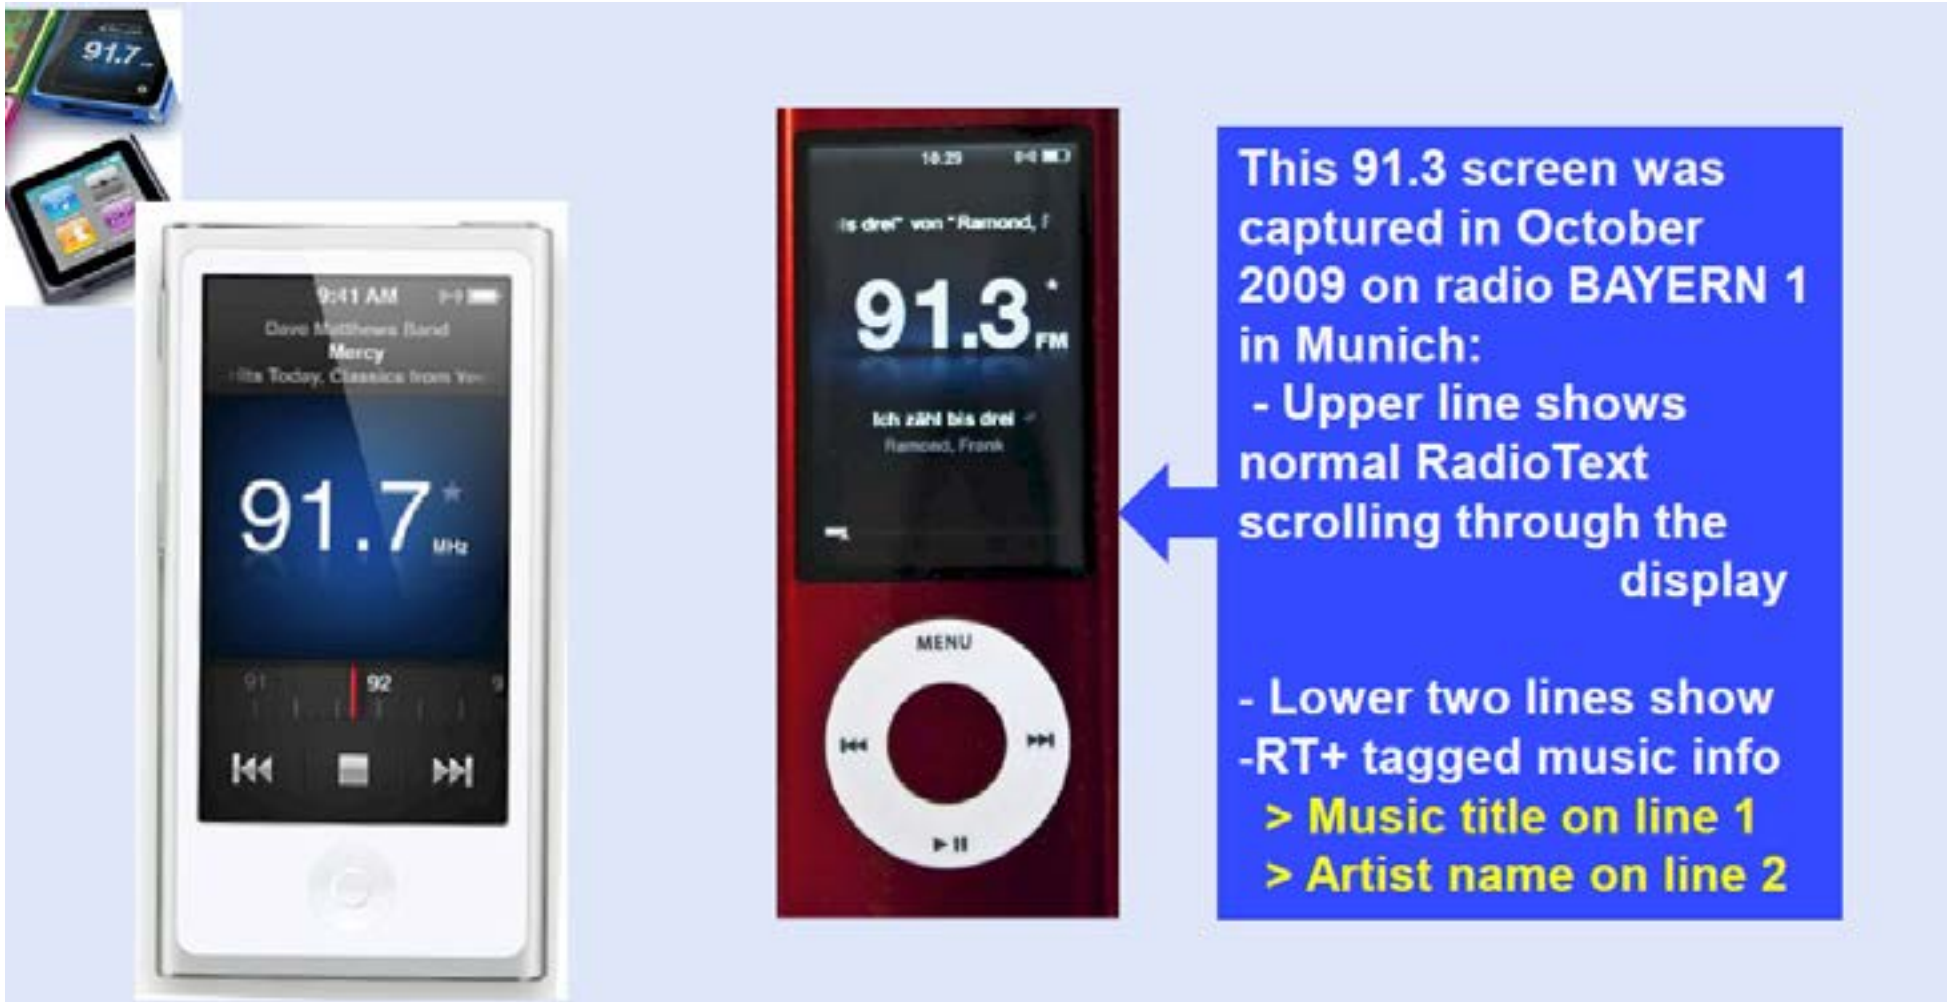 91.7
9:41 AM
Dave Matthews Band
Mercy
Today, Classics from
91.7
MHz
91 92 9
10:29
is drei" von "Ramond, F
91.3
FM
Ich zähl bis drei
Ramond, Frank
MENU
This 91.3 screen was
captured in October
2009 on radio BAYERN 1
in Munich:
- Upper line shows
normal RadioText
scrolling through the
display
- Lower two lines show
-RT+ tagged music info
> Music title on line 1
> Artist name on line 2